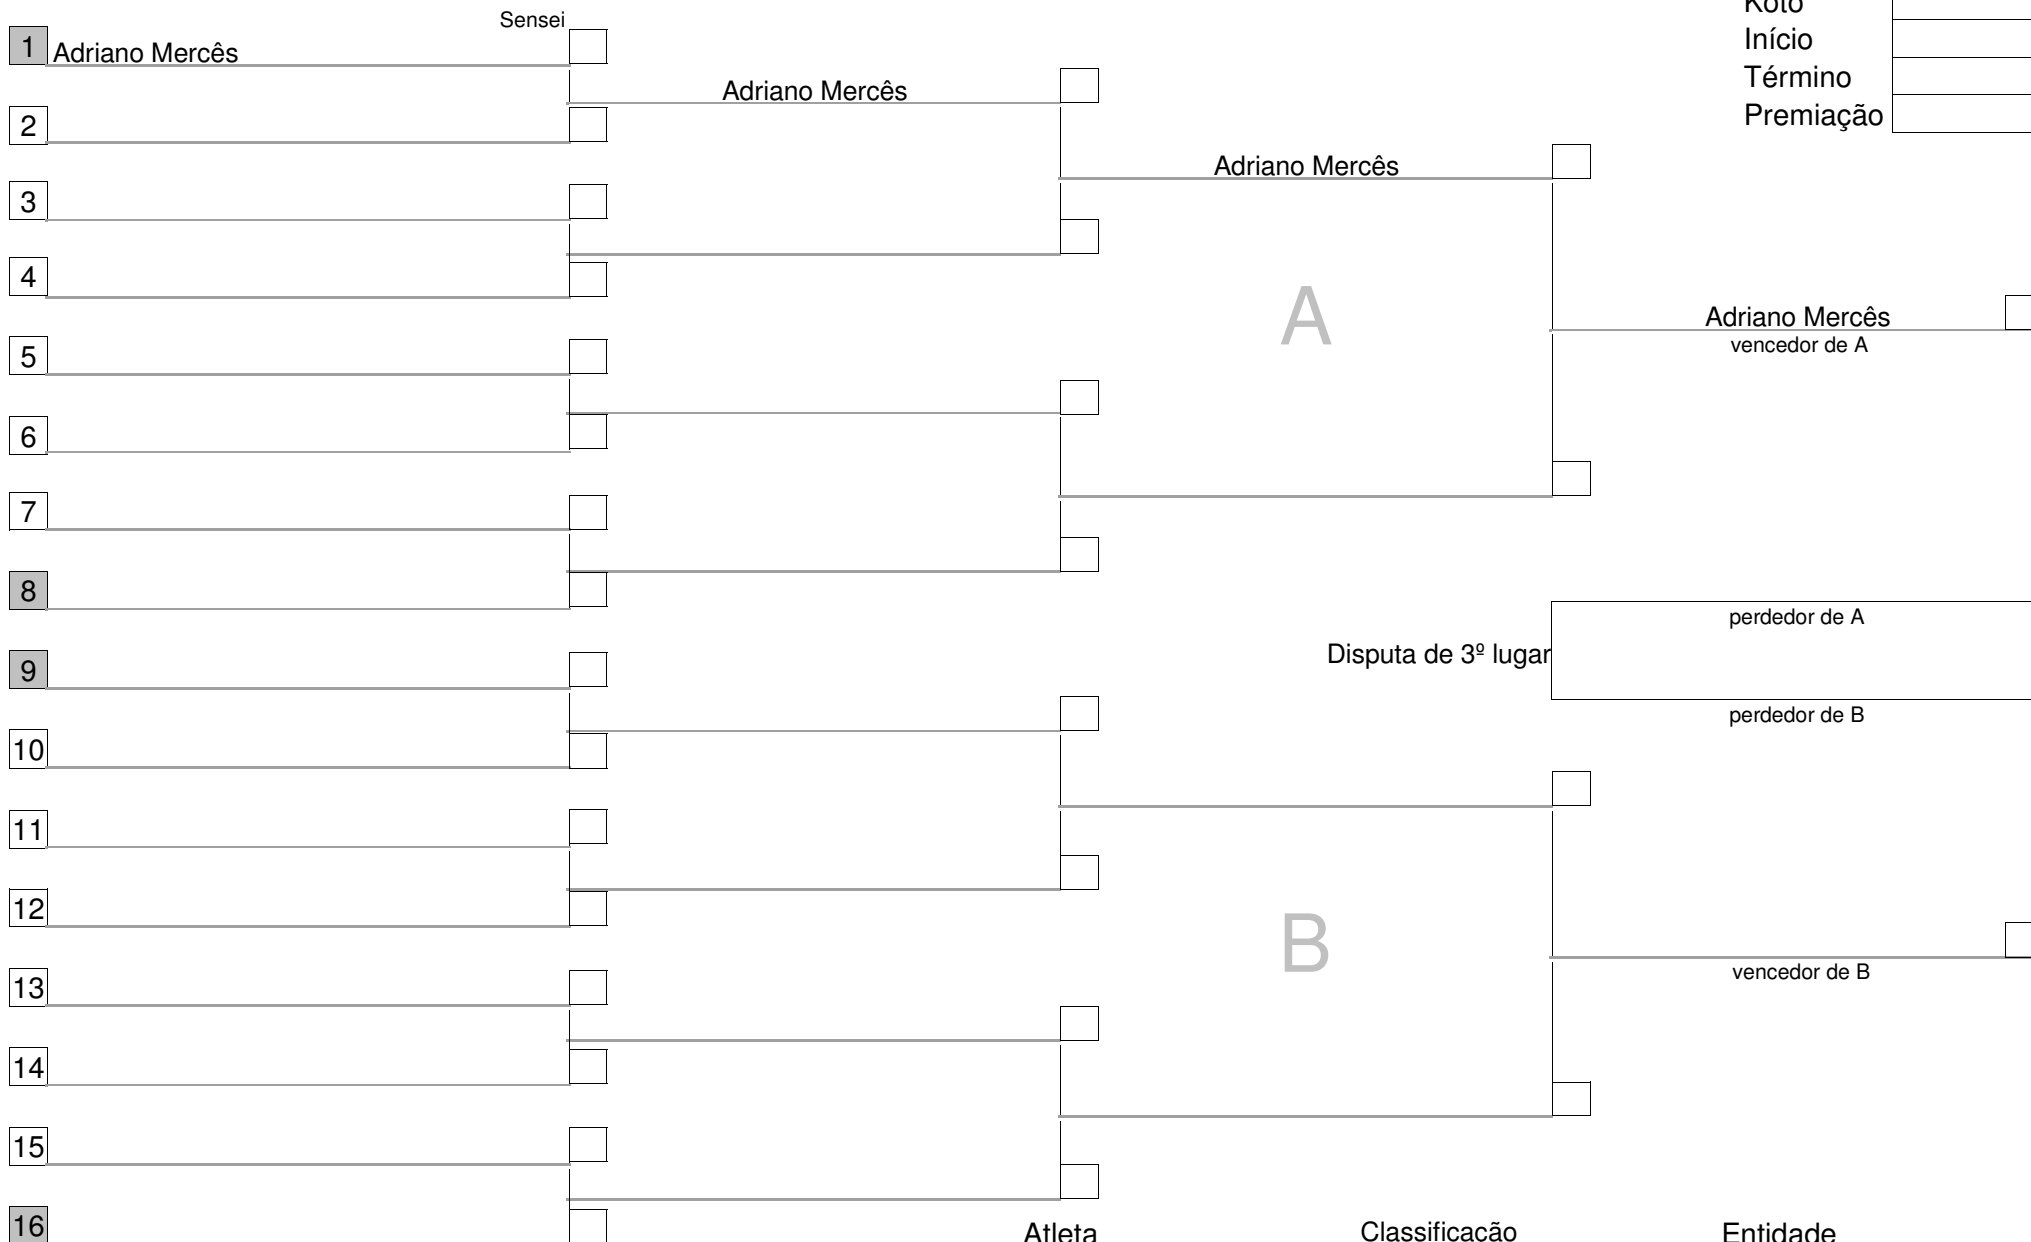 Sensei
Koto
1 Adriano Mercês
Início
Adriano Mercês
Término
2
Premiação
Adriano Mercês
3
4
A
Adriano Mercês
5
vencedor de A
6
7
8
perdedor de A
Disputa de 3º lugar
9
perdedor de B
10
11
12
B
vencedor de B
13
14
15
16
Atleta
Classificação
Entidade